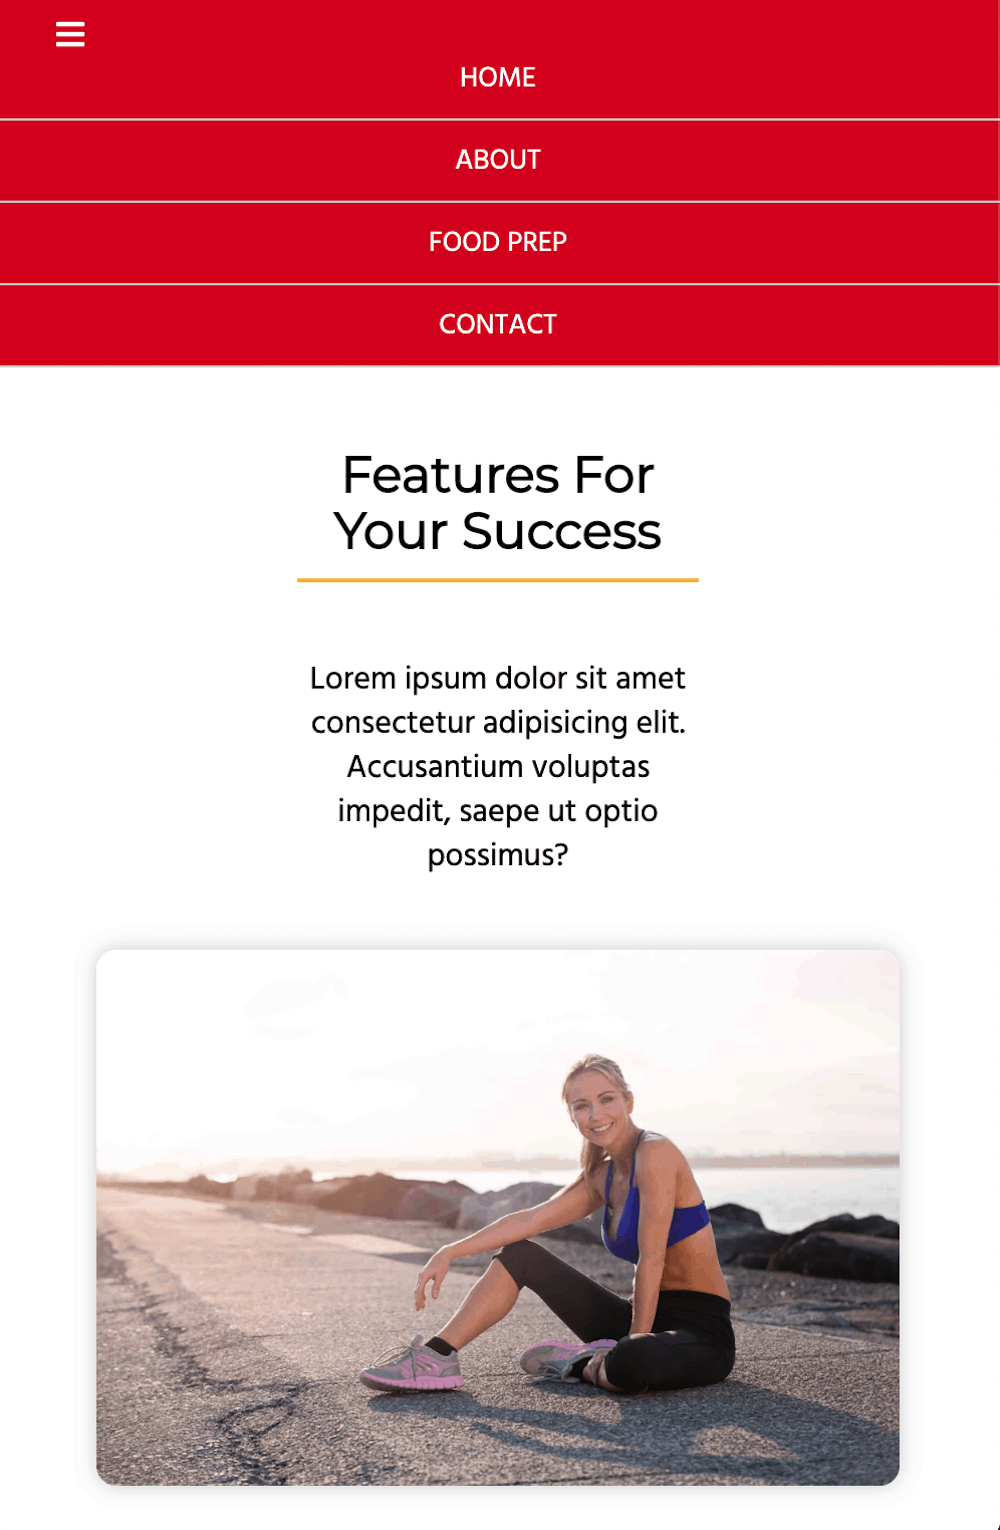 HOME
ABOUT
FOOD PREP
CONTACT
Features For
Your Success
Lorem ipsum dolor sit amet
consectetur adipisicing elit.
Accusantium voluptas
impedit, saepe ut optio
possimus?